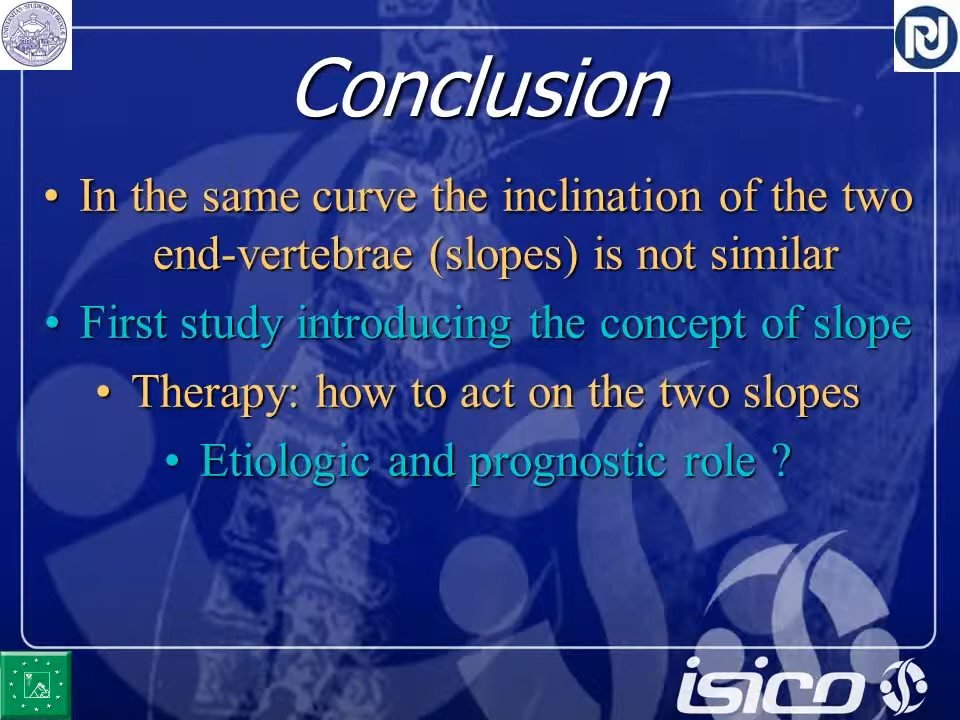 Conclusion
• In the same curve the inclination of the two
end-vertebrae (slopes) is not similar
• First study introducing the concept of slope
• Therapy: how to act on the two slopes
• Etiologic and prognostic role ?
isico